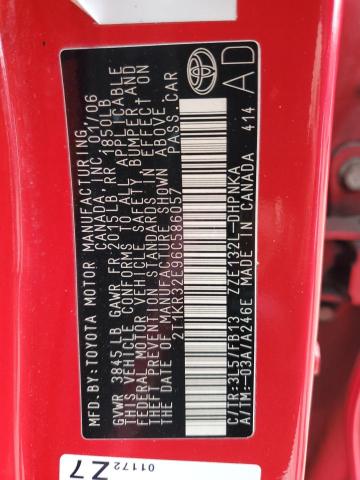 MFD.BY:TOYOTA MOTOR MANUFACTURING,
CANADA, INC. 01/06
GVWR 3845LB GAWR FR 2015LB RR 1850LB
THIS VEHICLE CONFORMS TO ALL APPLICABLE
FEDERAL MOTOR VEHICLE SAFETY, BUMPER AND
THEFT PREVENTION STANDARDS IN EFFECT ON
THE DATE OF MANUFACTURE SHOWN ABOVE.
2T1KR32E96C586057 PASS.CAR
C/TR:3L5/FB13 ZZE132L-DHPNKA
A/TM:-03A/A246E MADE IN CANADA 414
AD
01172
Z7